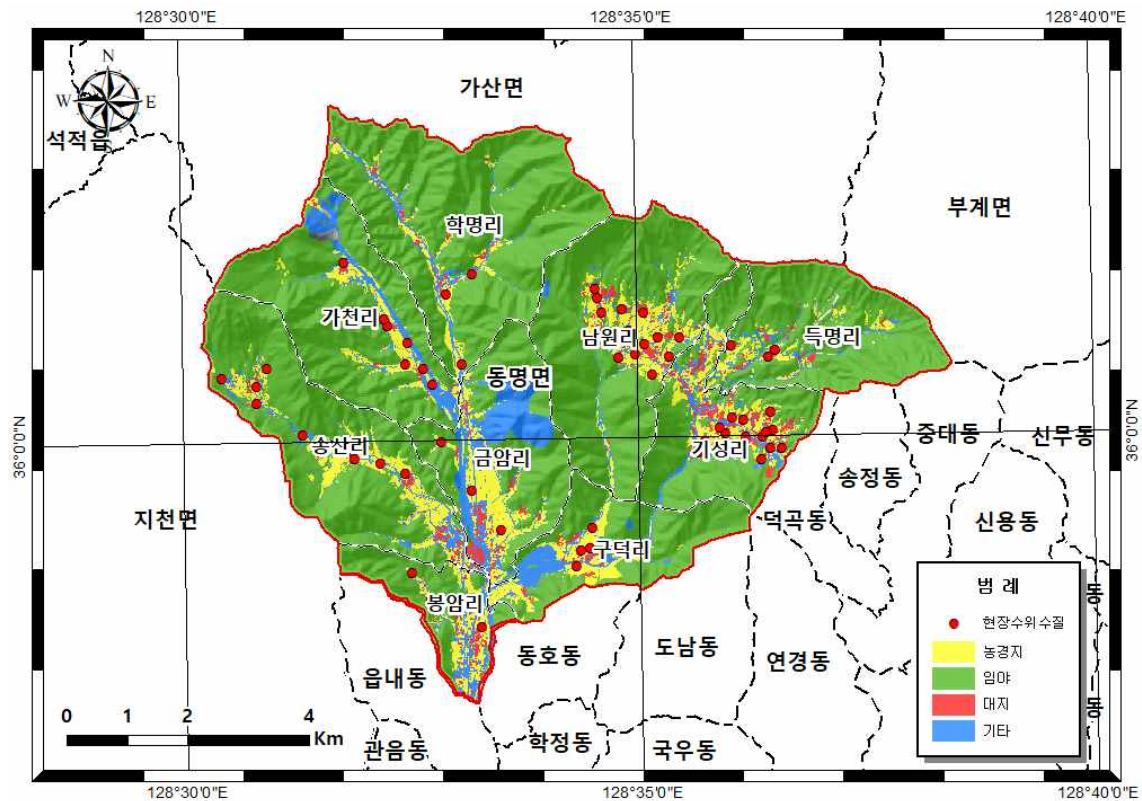 128°30'0"E 128°35'0"E 128°40'0"E
N
W E
S
가산면
석적읍
부계면
학명리
가천리
남원리
득명리
동명면
36°0'0"N
36°0'0"N
송산리
금암리
기성리
중대동
신무동
송정동
지천면
덕곡동
신용동
구덕리
봉암리
동호동
도남동
연경동
읍내동
관음동
학정동
국우동
동
동
범 례
현장수위 수질
농경지
임야
대지
기타
0 1 2 4
Km
128°30'0"E 128°35'0"E 128°40'0"E